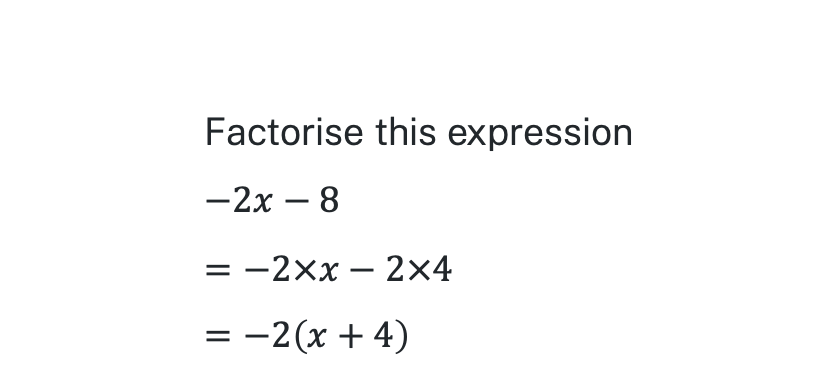 Factorise this expression
−2x − 8
= −2×x − 2×4
= −2(x + 4)